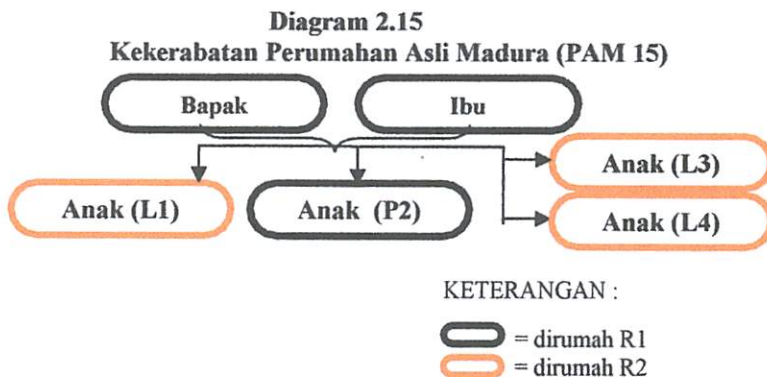 Diagram 2.15
Kekerabatan Perumahan Asli Madura (PAM 15)
Bapak
Ibu
Anak (L1)
Anak (P2)
Anak (L3)
Anak (L4)
KETERANGAN :
= dirumah R1
= dirumah R2